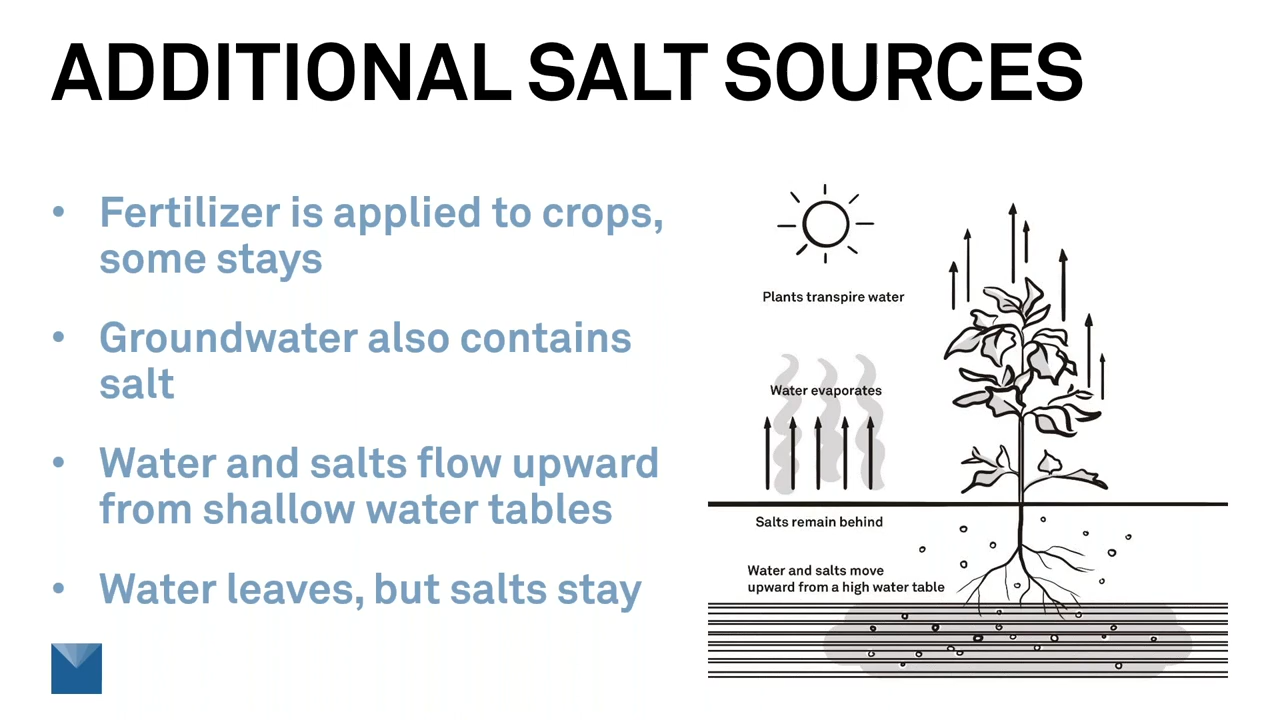 ADDITIONAL SALT SOURCES
• Fertilizer is applied to crops,
some stays
• Groundwater also contains
salt
• Water and salts flow upward
from shallow water tables
• Water leaves, but salts stay
Plants transpire water
Water evaporates
Salts remain behind
Water and salts move
upward from a high water table